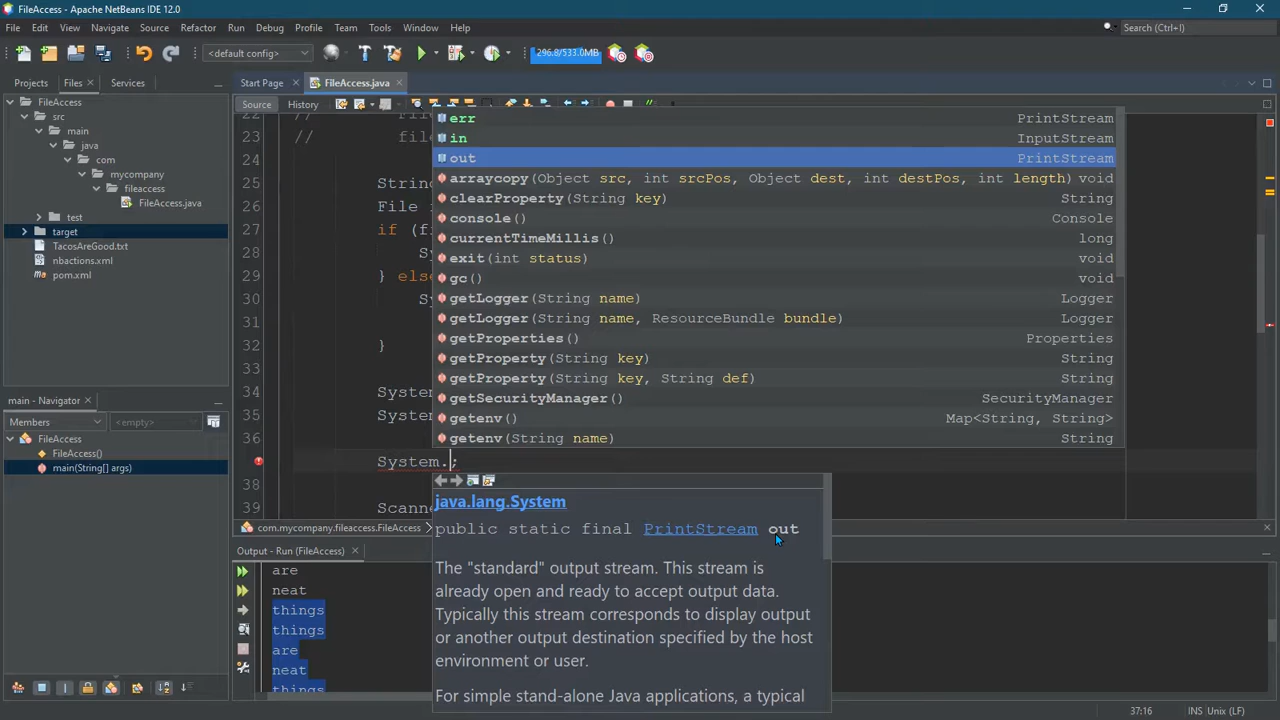 FileAccess - Apache NetBeans IDE 12.0
File Edit View Navigate Source Refactor Run Debug Profile Team Tools Window Help
Search (Ctrl+I)
<default config>
296.8/533.0MB
Projects Files Services
Start Page FileAccess.java
Source History
FileAccess
src
main
java
com
mycompany
fileaccess
FileAccess.java
test
target
TacosAreGood.txt
nbactions.xml
pom.xml
22 //
23 // file
24
25 String
26 File
27 if (f
28 Sy
29 } else
30 Sy
31
32 }
33
34 System
35 System
36
System.;
38
39 Scanne
err PrintStream
in InputStream
out PrintStream
arraycopy(Object src, int srcPos, Object dest, int destPos, int length) void
clearProperty(String key) String
console() Console
currentTimeMillis() long
exit(int status) void
gc() void
getLogger(String name) Logger
getLogger(String name, ResourceBundle bundle) Logger
getProperties() Properties
getProperty(String key) String
getProperty(String key, String def) String
getSecurityManager() SecurityManager
getenv() Map<String, String>
getenv(String name) String
java.lang.System
public static final PrintStream out
The "standard" output stream. This stream is
already open and ready to accept output data.
Typically this stream corresponds to display output
or another output destination specified by the host
environment or user.
For simple stand-alone Java applications, a typical
main - Navigator
Members <empty>
FileAccess
FileAccess()
main(String[] args)
com.mycompany.fileaccess.FileAccess
Output - Run (FileAccess)
are
neat
things
things
are
neat
things
37:16 INS Unix (LF)